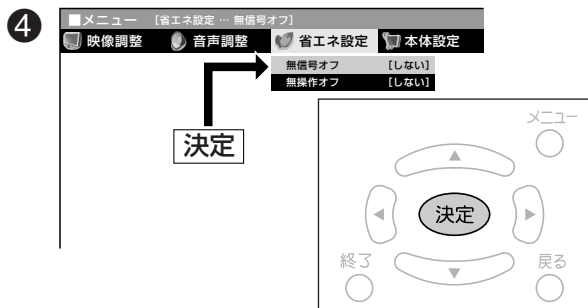 4
メニュー [省エネ設定 … 無信号オフ]
映像調整 音声調整 省エネ設定 本体設定
無信号オフ [しない]
無操作オフ [しない]
決定
メニュー
決定
終了 戻る